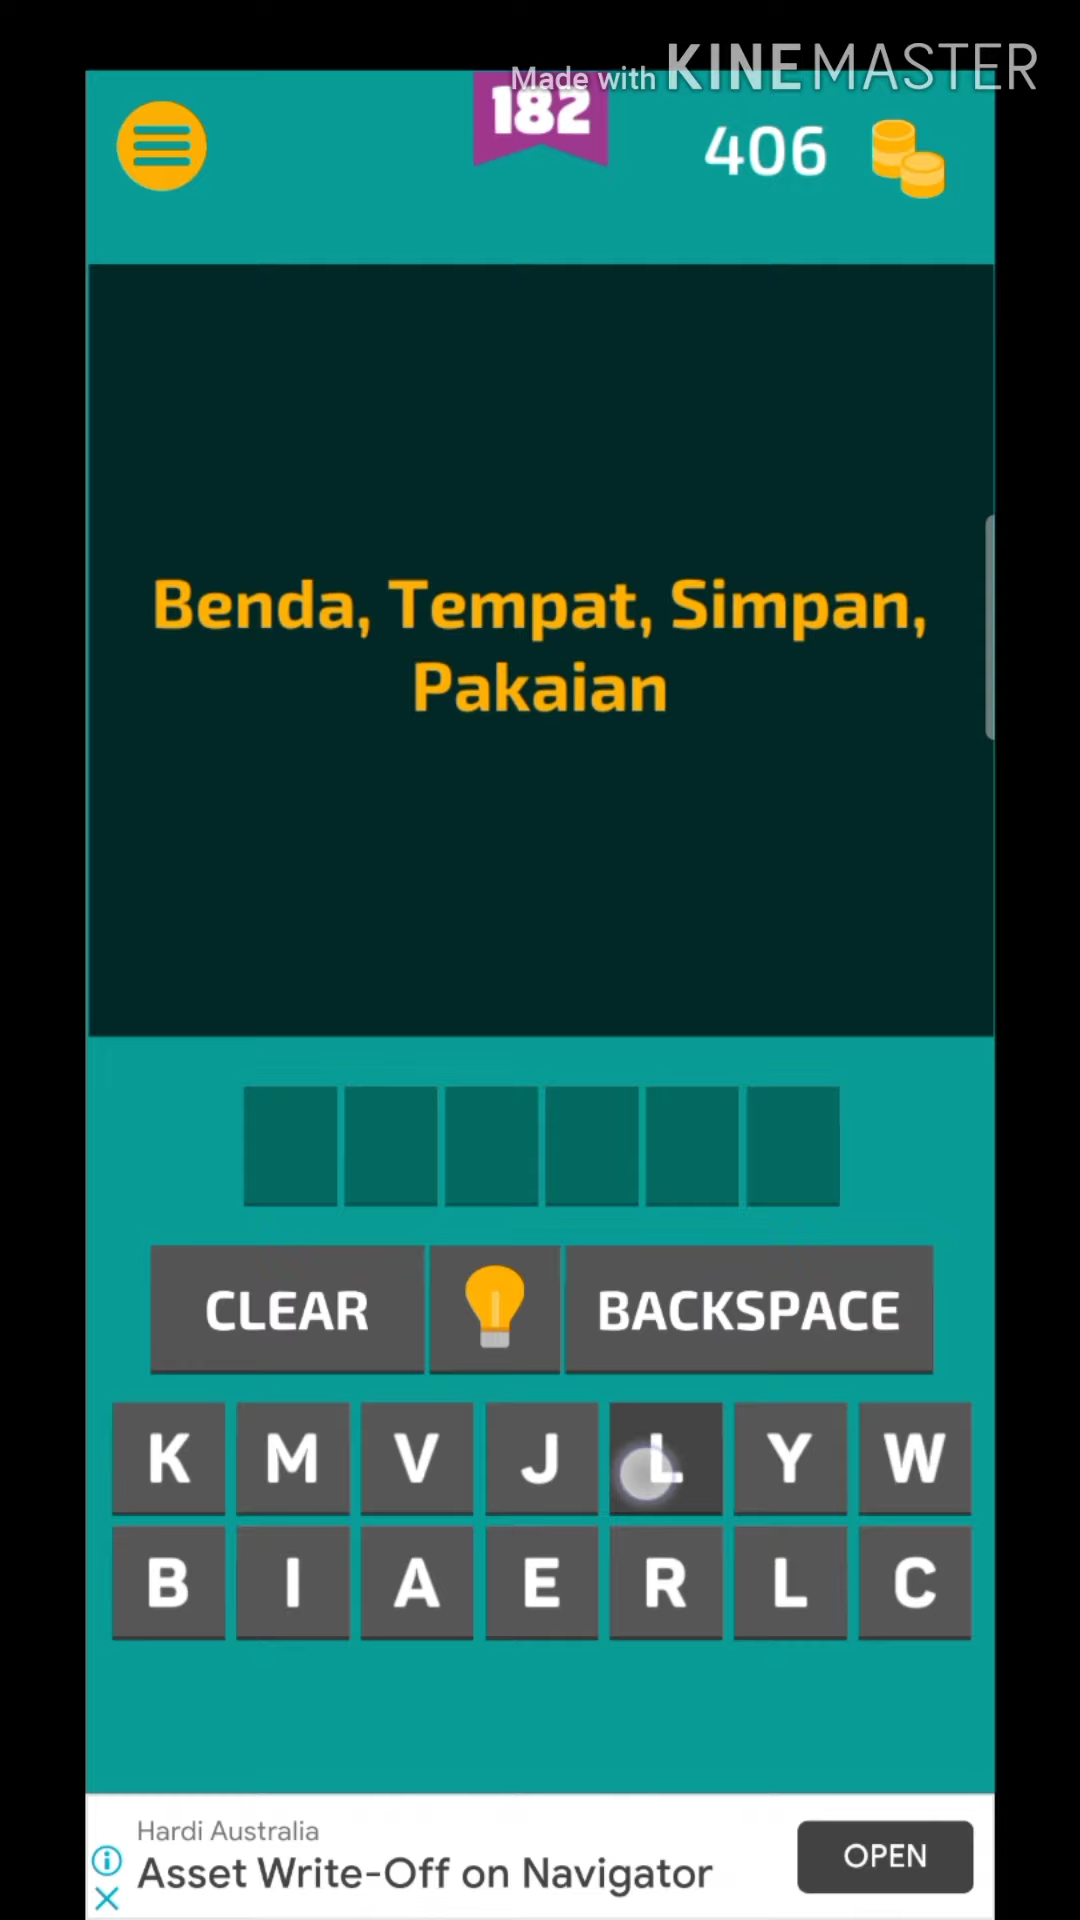 Made with KINEMASTER
182
406
Benda, Tempat, Simpan,
Pakaian
CLEAR
BACKSPACE
K M V J L Y W
B I A E R L C
Hardi Australia
Asset Write-Off on Navigator
OPEN